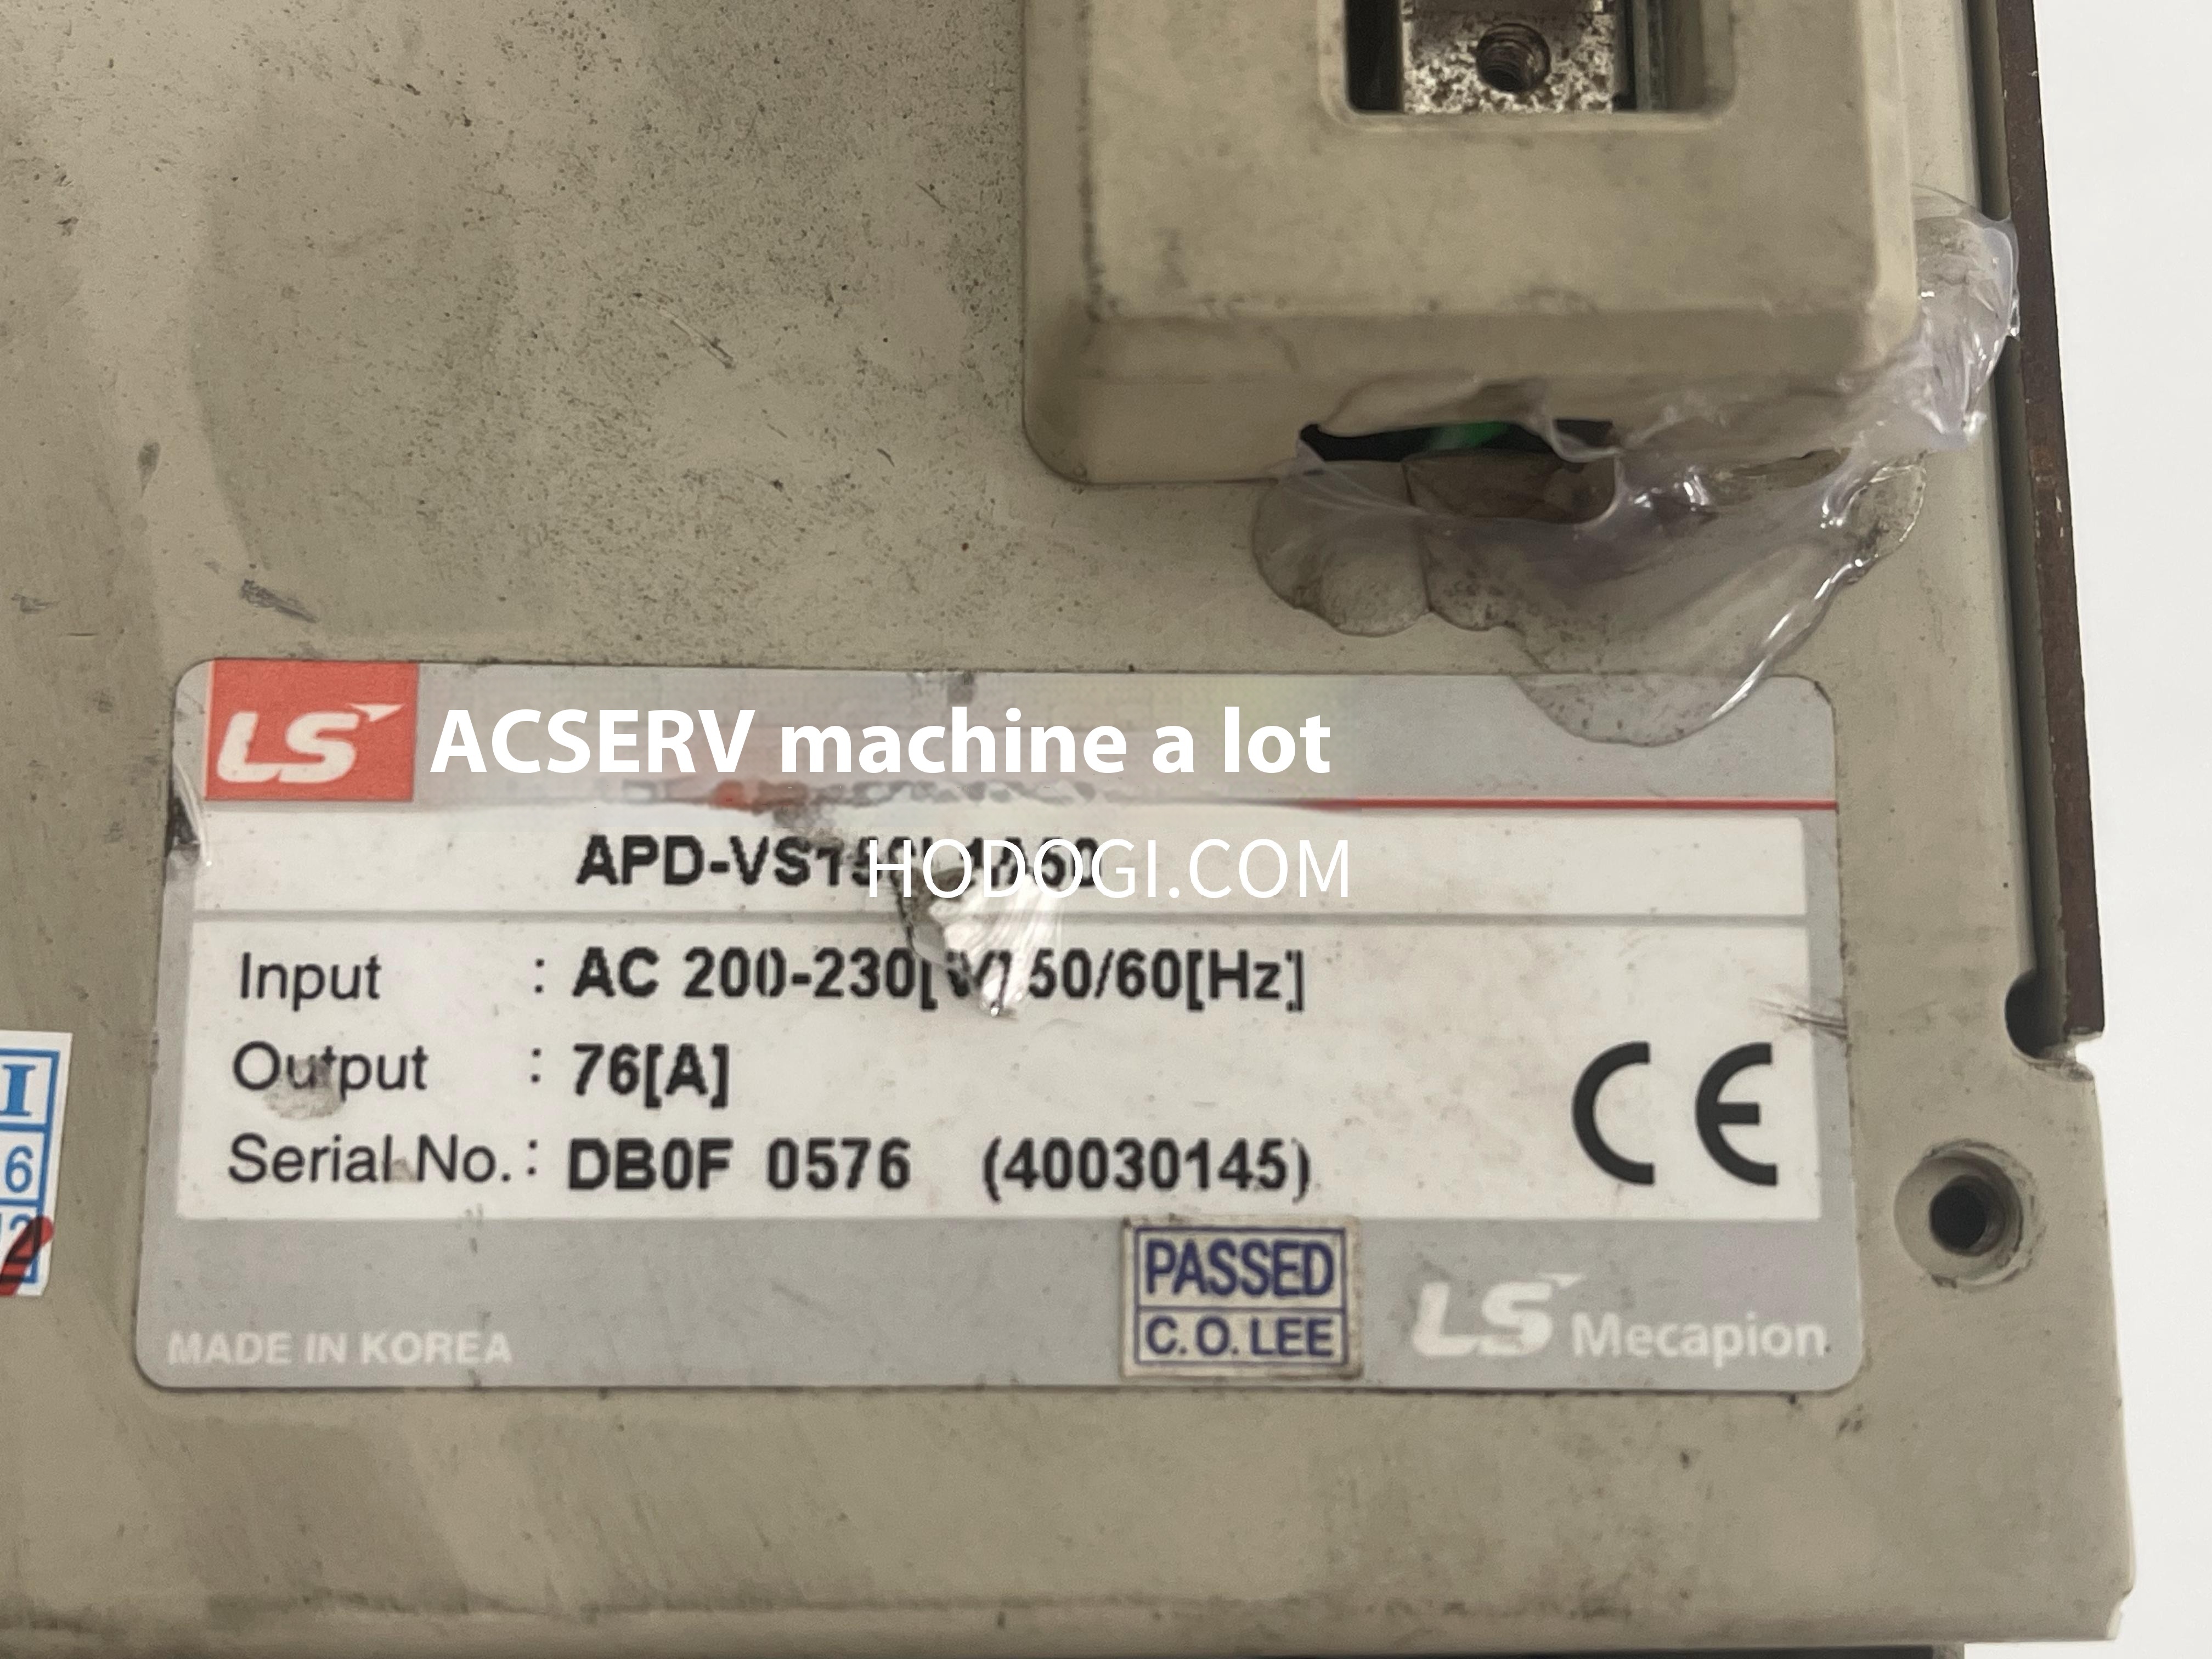 LS ACSERV machine a lot
HODOGI.COM
Input : AC 200-230[V] 50/60[Hz]
Output : 76[A]
Serial No. : DB0F 0576 (40030145)
CE
I
6
PASSED
C. O. LEE
MADE IN KOREA
LS Mecapion